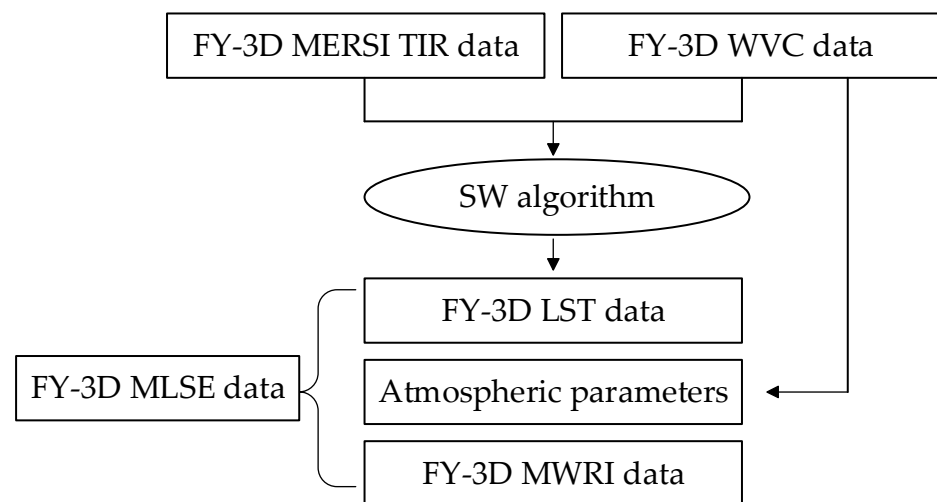 FY-3D MERSI TIR data
FY-3D WVC data
SW algorithm
FY-3D LST data
FY-3D MLSE data
Atmospheric parameters
FY-3D MWRI data